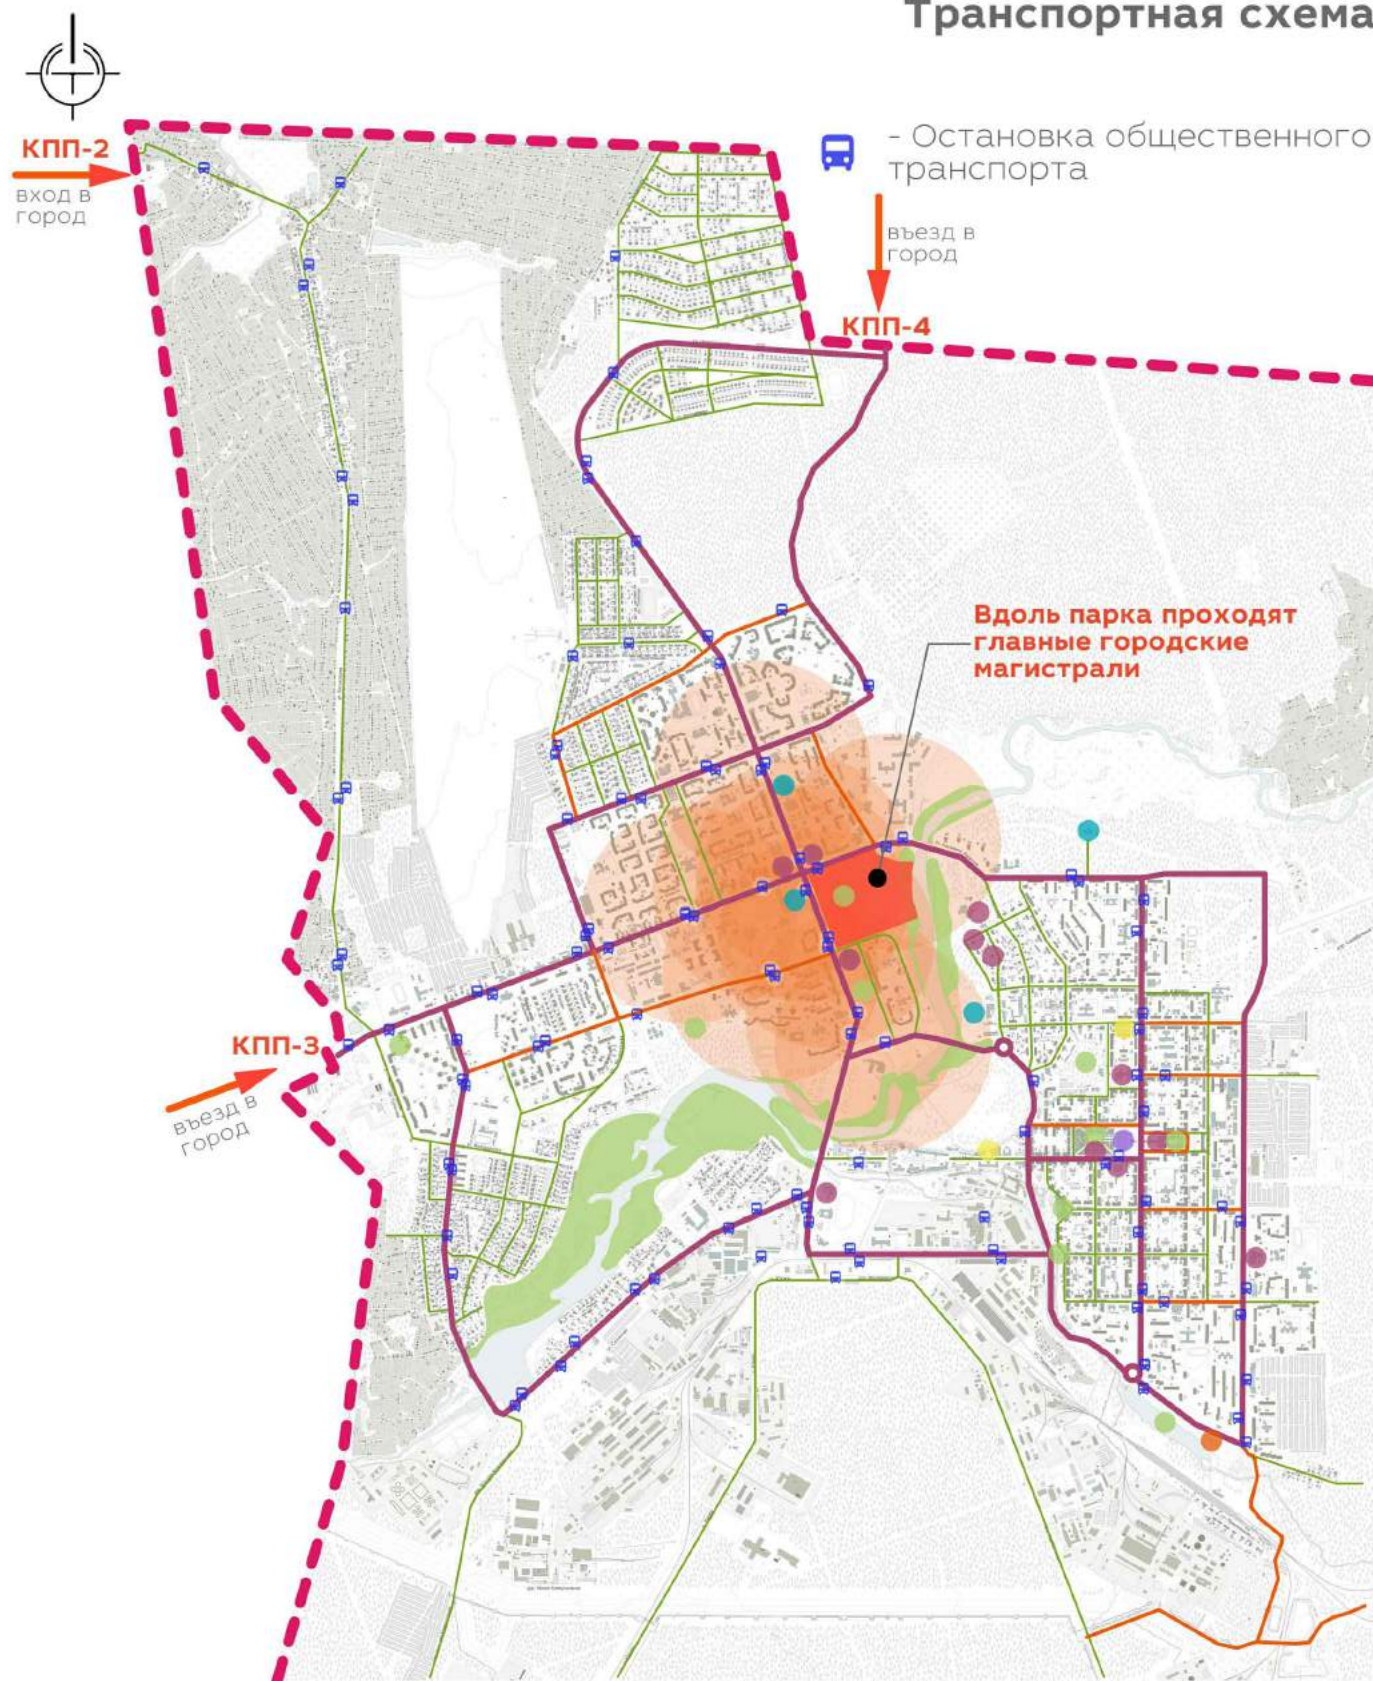 Транспортная схема
КПП-2
вход в
город
- Остановка общественного
транспорта
въезд в
город
КПП-4
Вдоль парка проходят
главные городские
магистрали
КПП-3
въезд в
город